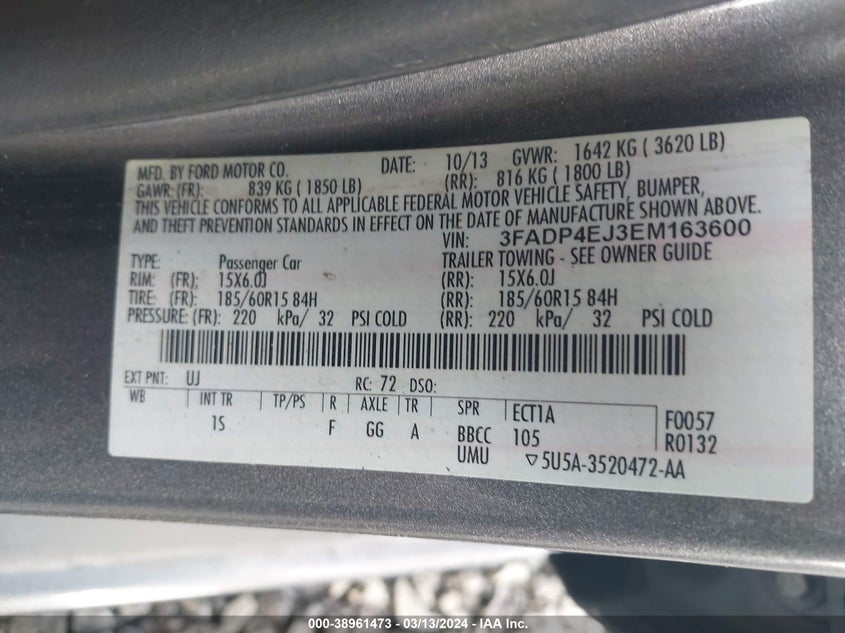 MFD. BY FORD MOTOR CO. DATE: 10/13 GVWR: 1642 KG ( 3620 LB)
GAWR:(FR): 839 KG ( 1850 LB) (RR): 816 KG ( 1800 LB)
THIS VEHICLE CONFORMS TO ALL APPLICABLE FEDERAL MOTOR VEHICLE SAFETY, BUMPER,
AND THEFT PREVENTION STANDARDS IN EFFECT ON THE DATE OF MANUFACTURE SHOWN ABOVE.
VIN: 3FADP4EJ3EM163600
TYPE: Passenger Car TRAILER TOWING - SEE OWNER GUIDE
RIM: (FR): 15X6.0J (RR): 15X6.0J
TIRE: (FR): 185/60R15 84H (RR): 185/60R15 84H
PRESSURE: (FR): 220 kPa/ 32 PSI COLD (RR): 220 kPa/ 32 PSI COLD
EXT PNT: UJ RC: 72 DSO:
WB | INT TR | TP/PS | R | AXLE | TR SPR ECT1A F0057
1S F GG A BBCC 105 R0132
UMU ▽5U5A-3520472-AA
000-38961473 — 03/13/2024 — IAA Inc.